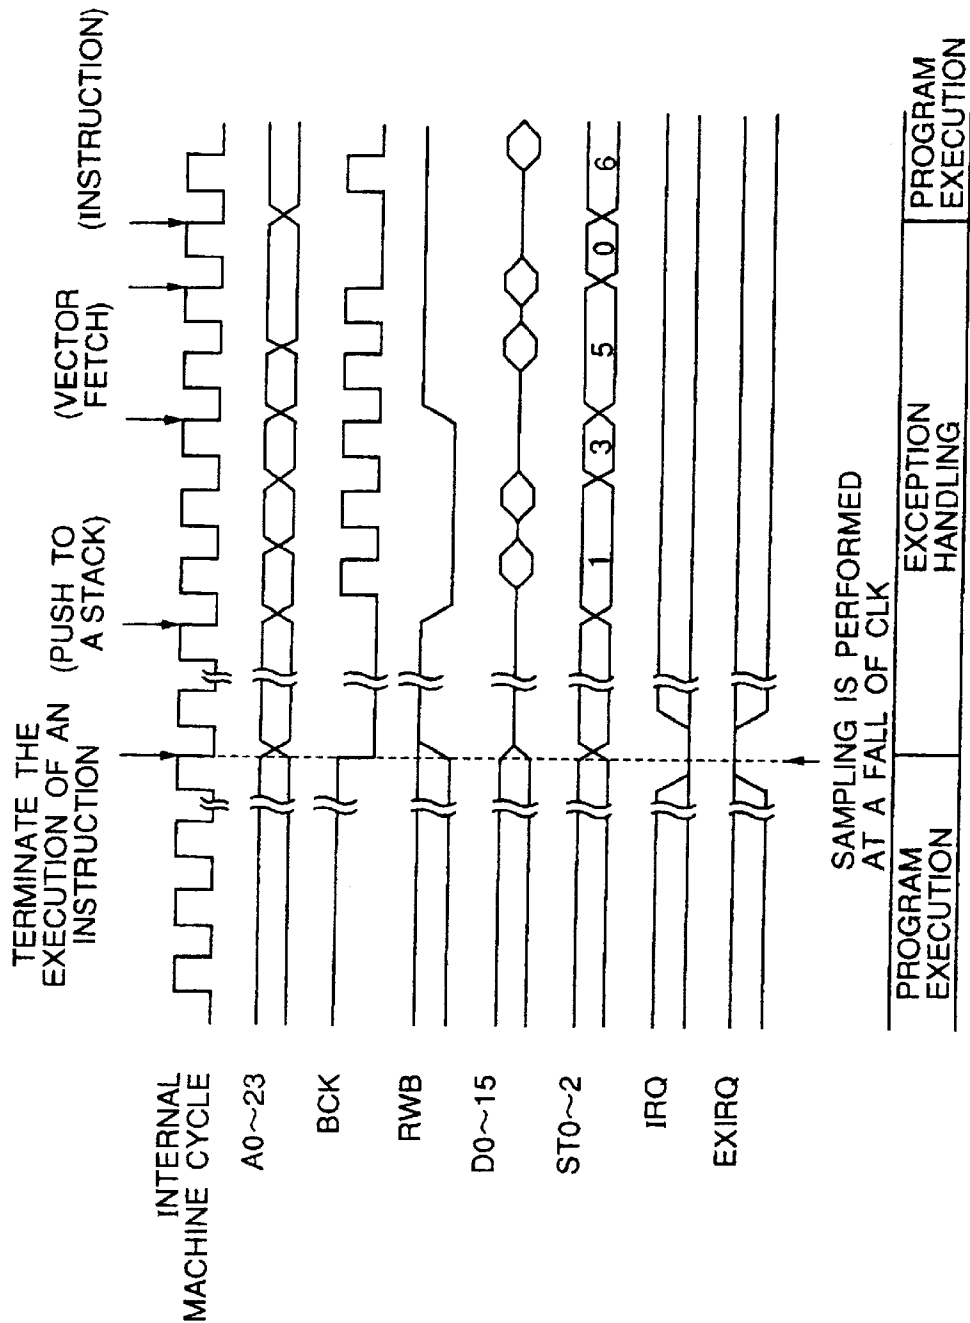 TERMINATE THE
EXECUTION OF AN
INSTRUCTION
(PUSH TO
A STACK)
(VECTOR
FETCH)
(INSTRUCTION)
INTERNAL
MACHINE CYCLE
A0~23
BCK
RWB
D0~15
ST0~2
1
3
5
0
6
IRQ
EXIRQ
SAMPLING IS PERFORMED
AT A FALL OF CLK
PROGRAM
EXECUTION
EXCEPTION
HANDLING
PROGRAM
EXECUTION